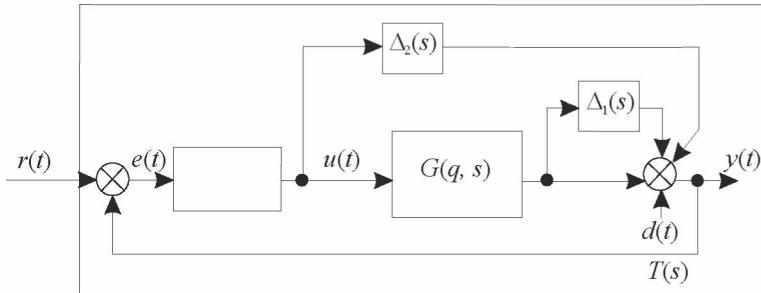 Δ₂(s)
Δ₁(s)
r(t)
e(t)
u(t)
G(q, s)
y(t)
d(t)
T(s)